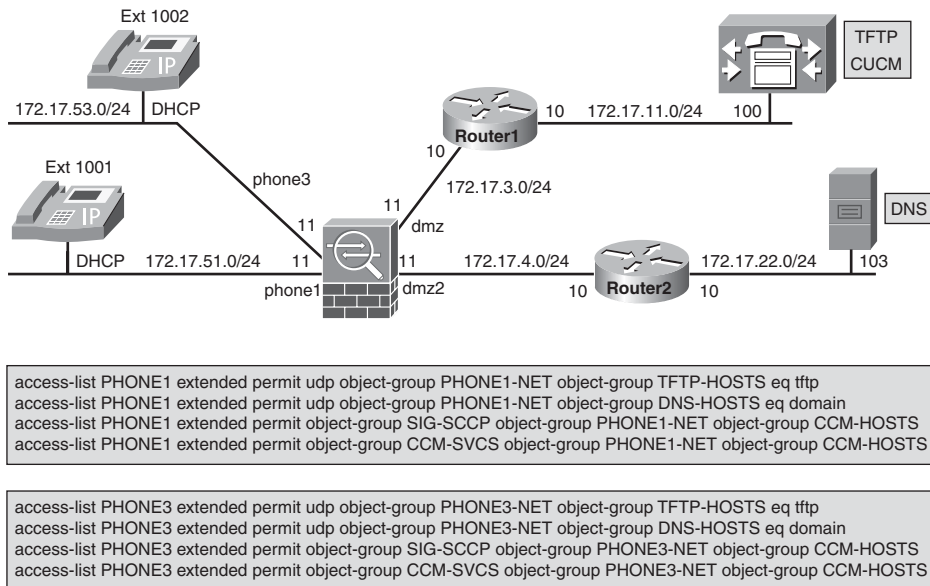 Ext 1002
IP
TFTP
CUCM
172.17.53.0/24
DHCP
10
172.17.11.0/24
100
Router1
10
Ext 1001
IP
phone3
172.17.3.0/24
11
dmz
11
DNS
DHCP
172.17.51.0/24
11
11
172.17.4.0/24
172.17.22.0/24
103
phone1
dmz2
10
Router2
10
access-list PHONE1 extended permit udp object-group PHONE1-NET object-group TFTP-HOSTS eq tftp
access-list PHONE1 extended permit udp object-group PHONE1-NET object-group DNS-HOSTS eq domain
access-list PHONE1 extended permit object-group SIG-SCCP object-group PHONE1-NET object-group CCM-HOSTS
access-list PHONE1 extended permit object-group CCM-SVCS object-group PHONE1-NET object-group CCM-HOSTS
access-list PHONE3 extended permit udp object-group PHONE3-NET object-group TFTP-HOSTS eq tftp
access-list PHONE3 extended permit udp object-group PHONE3-NET object-group DNS-HOSTS eq domain
access-list PHONE3 extended permit object-group SIG-SCCP object-group PHONE3-NET object-group CCM-HOSTS
access-list PHONE3 extended permit object-group CCM-SVCS object-group PHONE3-NET object-group CCM-HOSTS